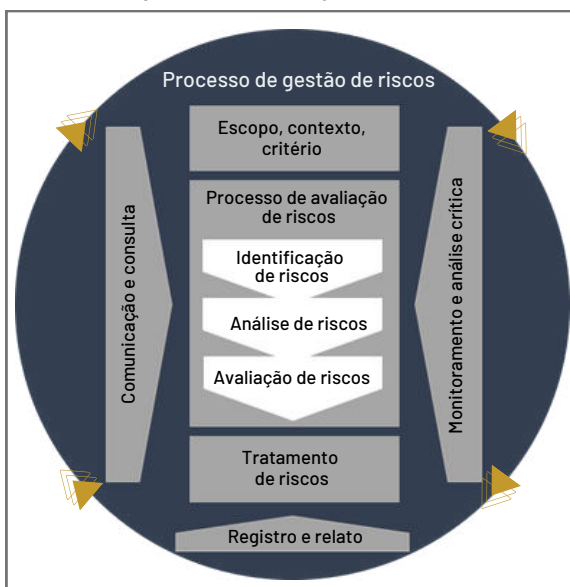 Processo de gestão de riscos
Escopo, contexto,
critério
Processo de avaliação
de riscos
Identificação
de riscos
Análise de riscos
Avaliação de riscos
Tratamento
de riscos
Registro e relato
Comunicação e consulta
Monitoramento e análise crítica